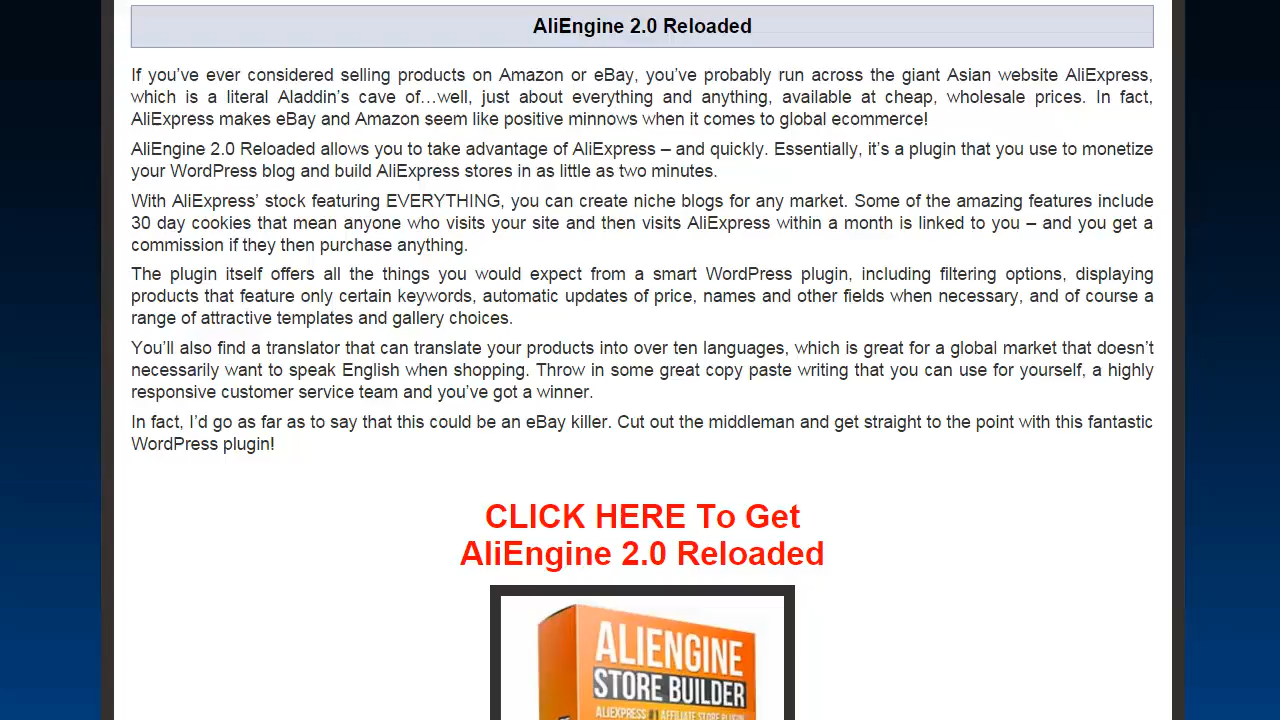 AliEngine 2.0 Reloaded
If you’ve ever considered selling products on Amazon or eBay, you’ve probably run across the giant Asian website AliExpress,
which is a literal Aladdin’s cave of…well, just about everything and anything, available at cheap, wholesale prices. In fact,
AliExpress makes eBay and Amazon seem like positive minnows when it comes to global ecommerce!
AliEngine 2.0 Reloaded allows you to take advantage of AliExpress – and quickly. Essentially, it’s a plugin that you use to monetize
your WordPress blog and build AliExpress stores in as little as two minutes.
With AliExpress’ stock featuring EVERYTHING, you can create niche blogs for any market. Some of the amazing features include
30 day cookies that mean anyone who visits your site and then visits AliExpress within a month is linked to you – and you get a
commission if they then purchase anything.
The plugin itself offers all the things you would expect from a smart WordPress plugin, including filtering options, displaying
products that feature only certain keywords, automatic updates of price, names and other fields when necessary, and of course a
range of attractive templates and gallery choices.
You’ll also find a translator that can translate your products into over ten languages, which is great for a global market that doesn’t
necessarily want to speak English when shopping. Throw in some great copy paste writing that you can use for yourself, a highly
responsive customer service team and you’ve got a winner.
In fact, I’d go as far as to say that this could be an eBay killer. Cut out the middleman and get straight to the point with this fantastic
WordPress plugin!
CLICK HERE To Get
AliEngine 2.0 Reloaded
ALIENGINE
STORE BUILDER
ALIEXPRESS #1 AFFILIATE STORE PLUGIN